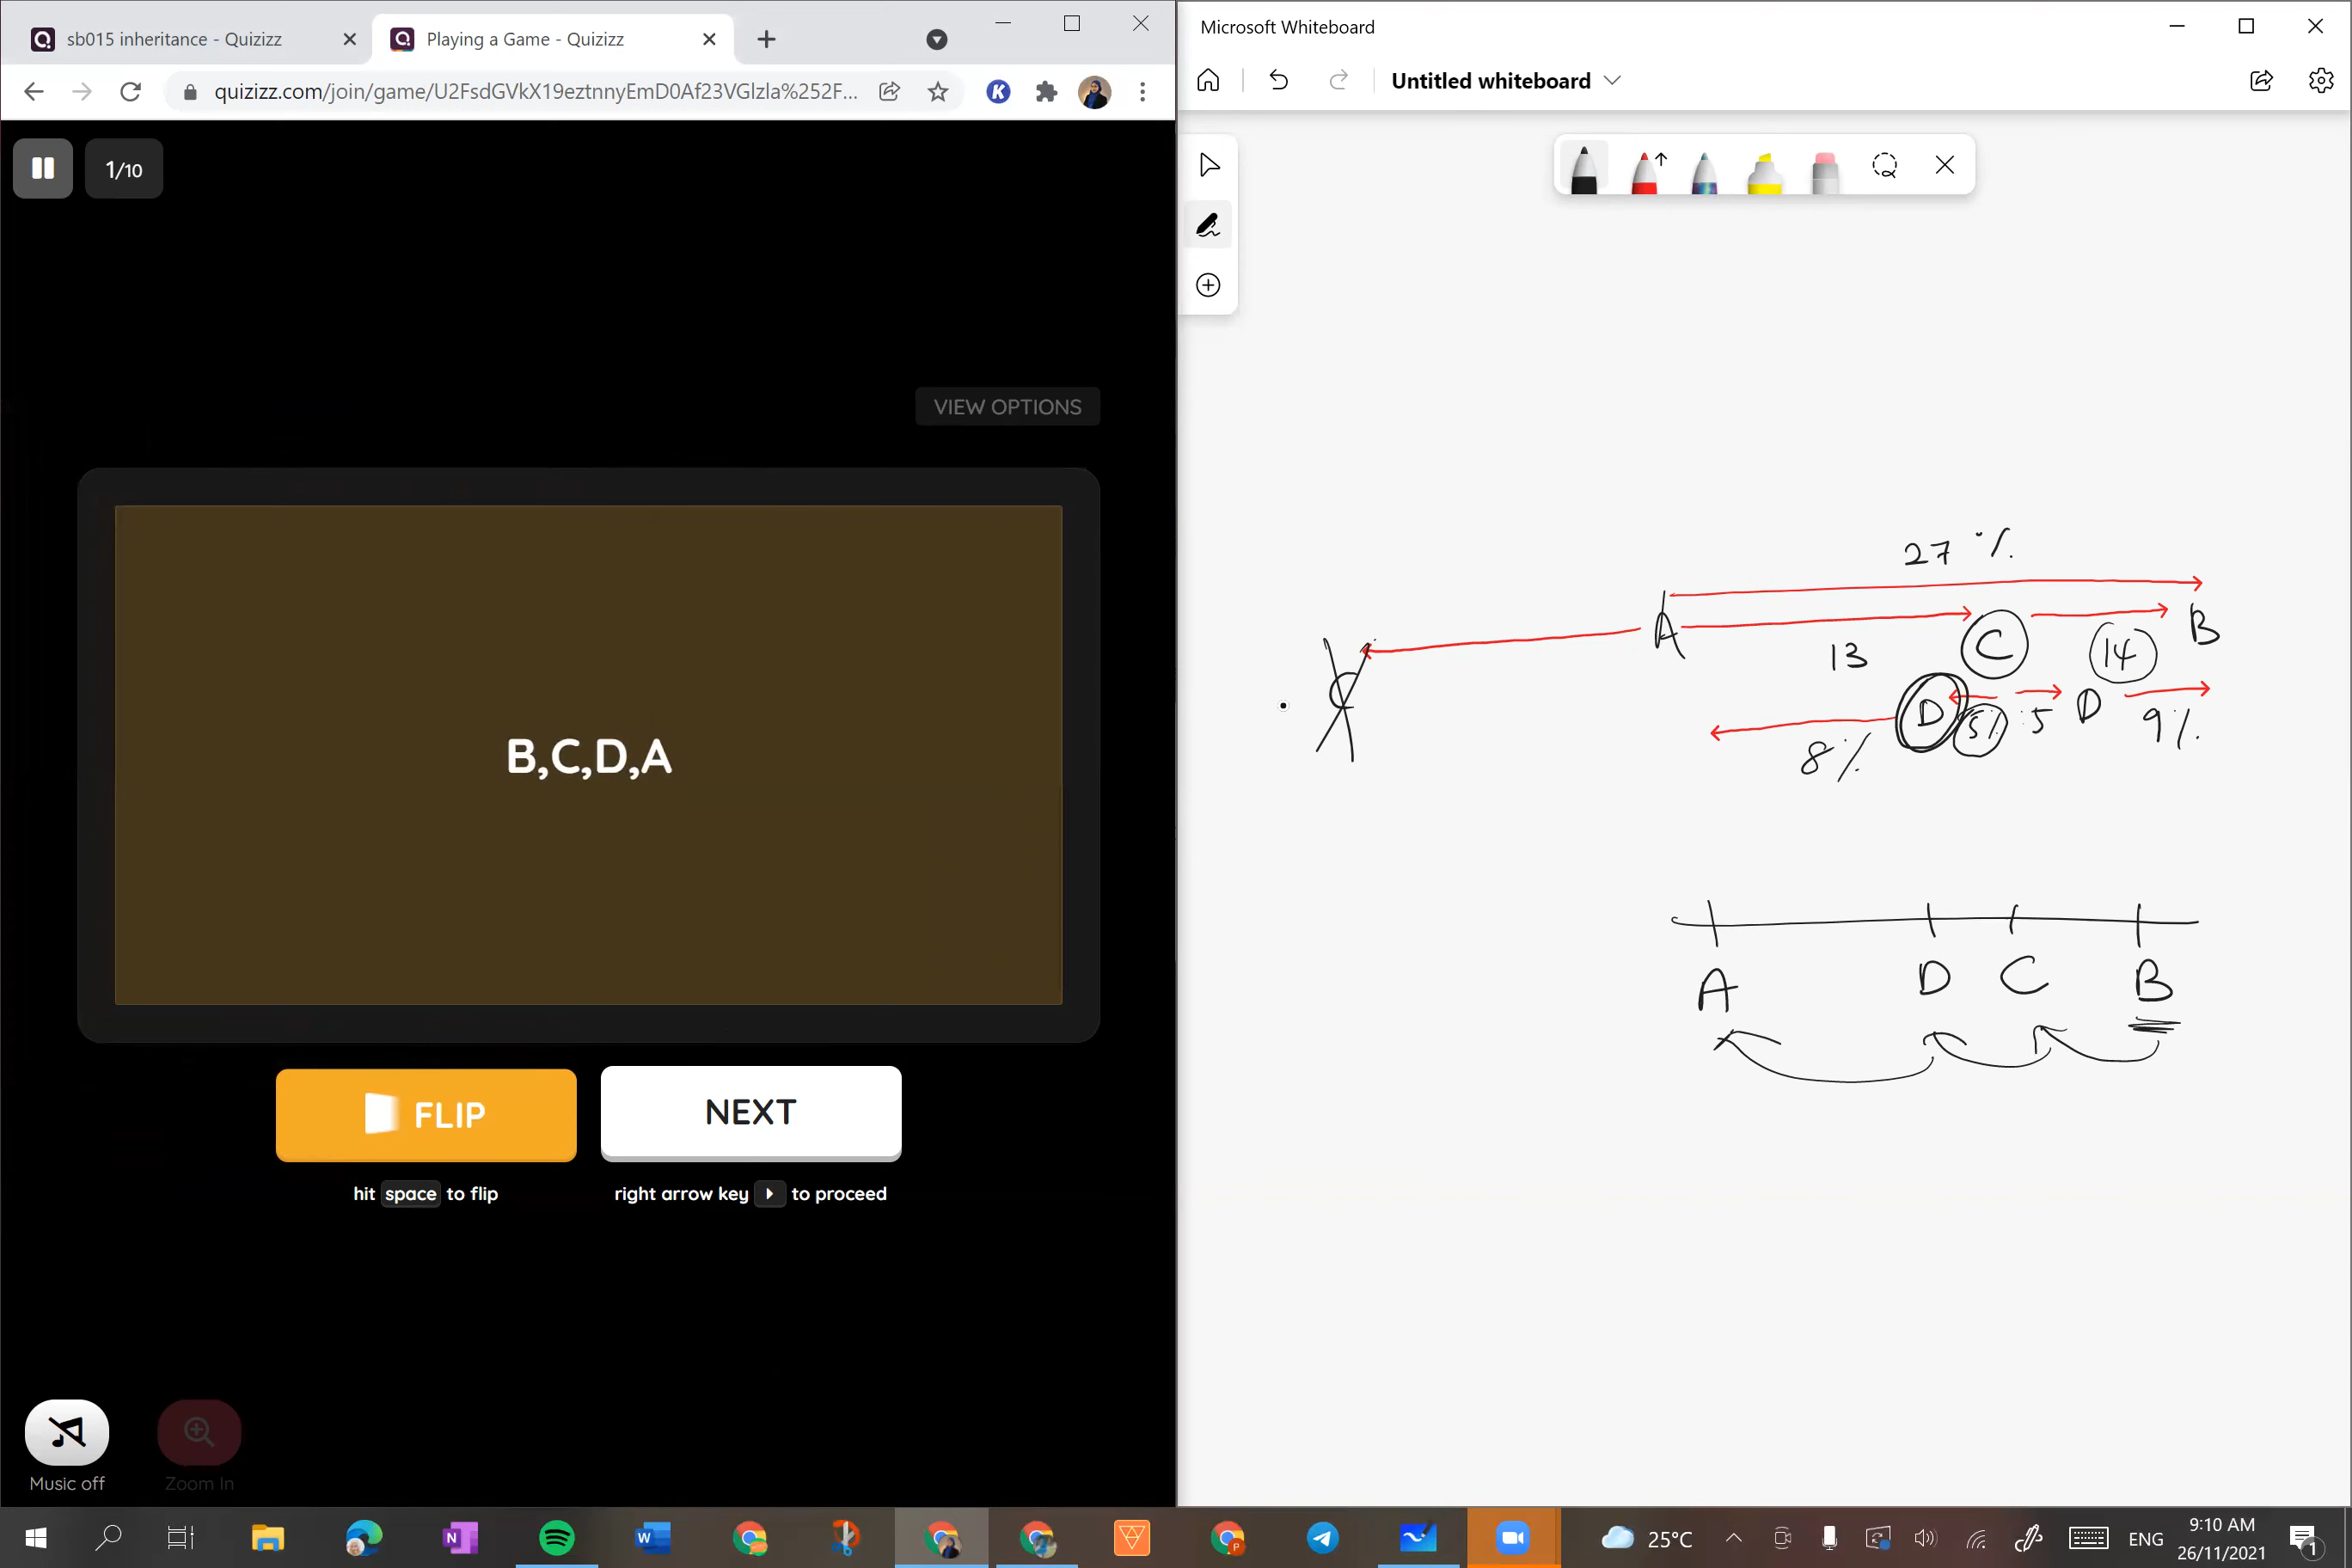 sb015 inheritance - Quizizz
Playing a Game - Quizizz
quizizz.com/join/game/U2FsdGVkX19eztnnyEmD0Af23VGlzla%252F...
K
1/10
VIEW OPTIONS
B,C,D,A
FLIP
NEXT
hit space to flip
right arrow key to proceed
Music off
Zoom In
Microsoft Whiteboard
Untitled whiteboard
27 %
A
C
B
13
14
C
D
5%
5
D
9%
8%
A
D
C
B
N
W
P
25°C
ENG
9:10 AM
26/11/2021
1